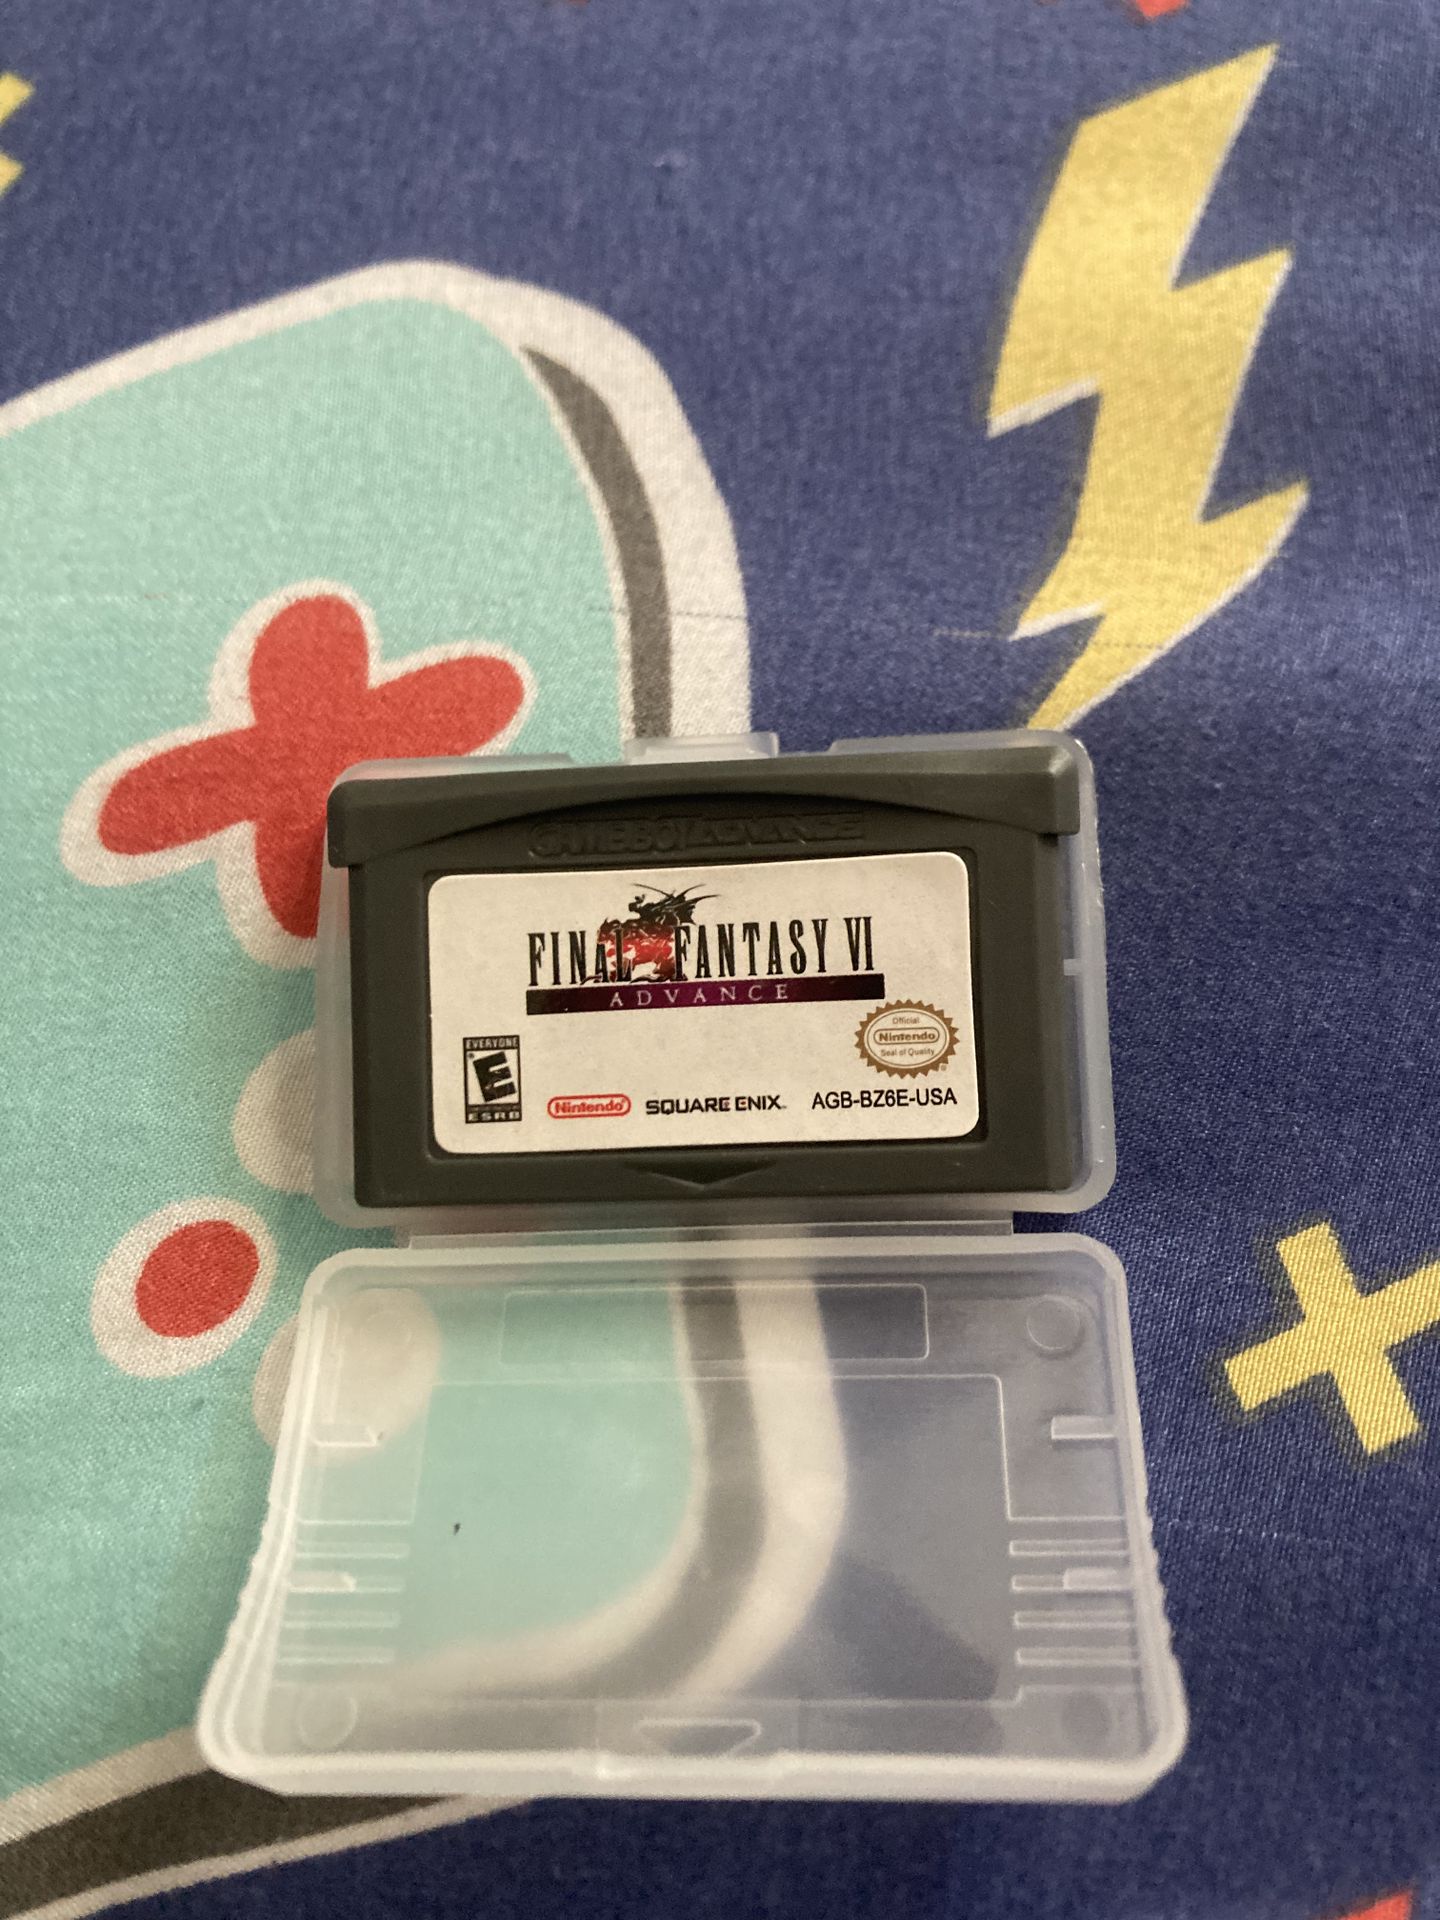 GAME BOY ADVANCE
FINAL FANTASY VI
ADVANCE
Official
Nintendo
Seal of Quality
EVERYONE
E
ESRB
Nintendo
SQUARE ENIX
AGB-BZ6E-USA